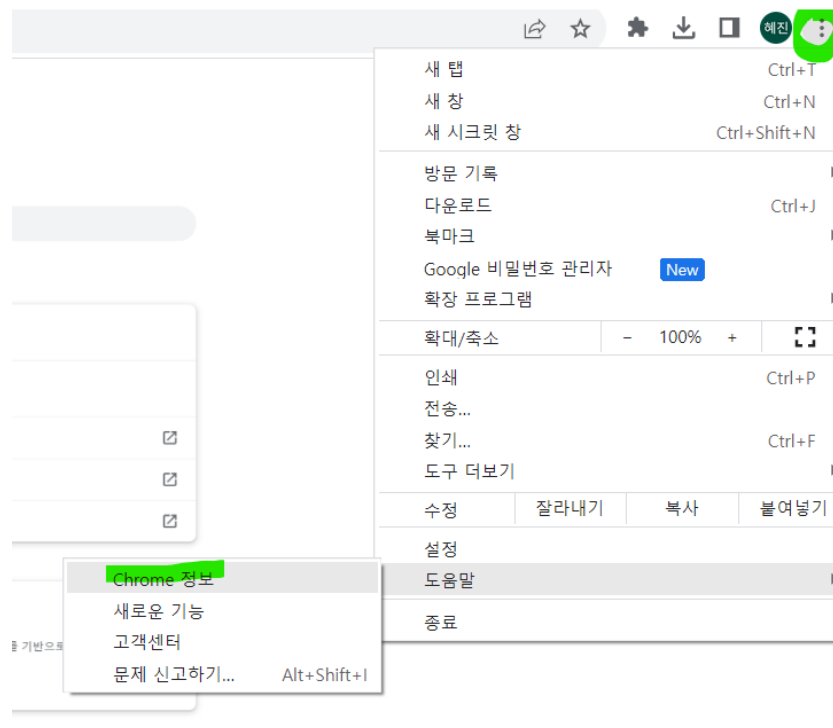 혜진
새 탭 Ctrl+T
새 창 Ctrl+N
새 시크릿 창 Ctrl+Shift+N
방문 기록
다운로드 Ctrl+J
북마크
Google 비밀번호 관리자 New
확장 프로그램
확대/축소 - 100% +
인쇄 Ctrl+P
전송...
찾기... Ctrl+F
도구 더보기
수정 잘라내기 복사 붙여넣기
설정
도움말
종료
Chrome 정보
새로운 기능
고객센터
문제 신고하기... Alt+Shift+I
기반으로